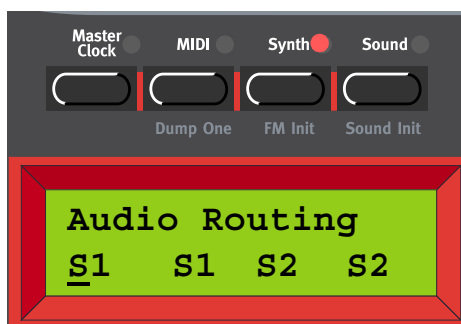 Master Clock MIDI Synth Sound
Dump One FM Init Sound Init
Audio Routing
S1 S1 S2 S2